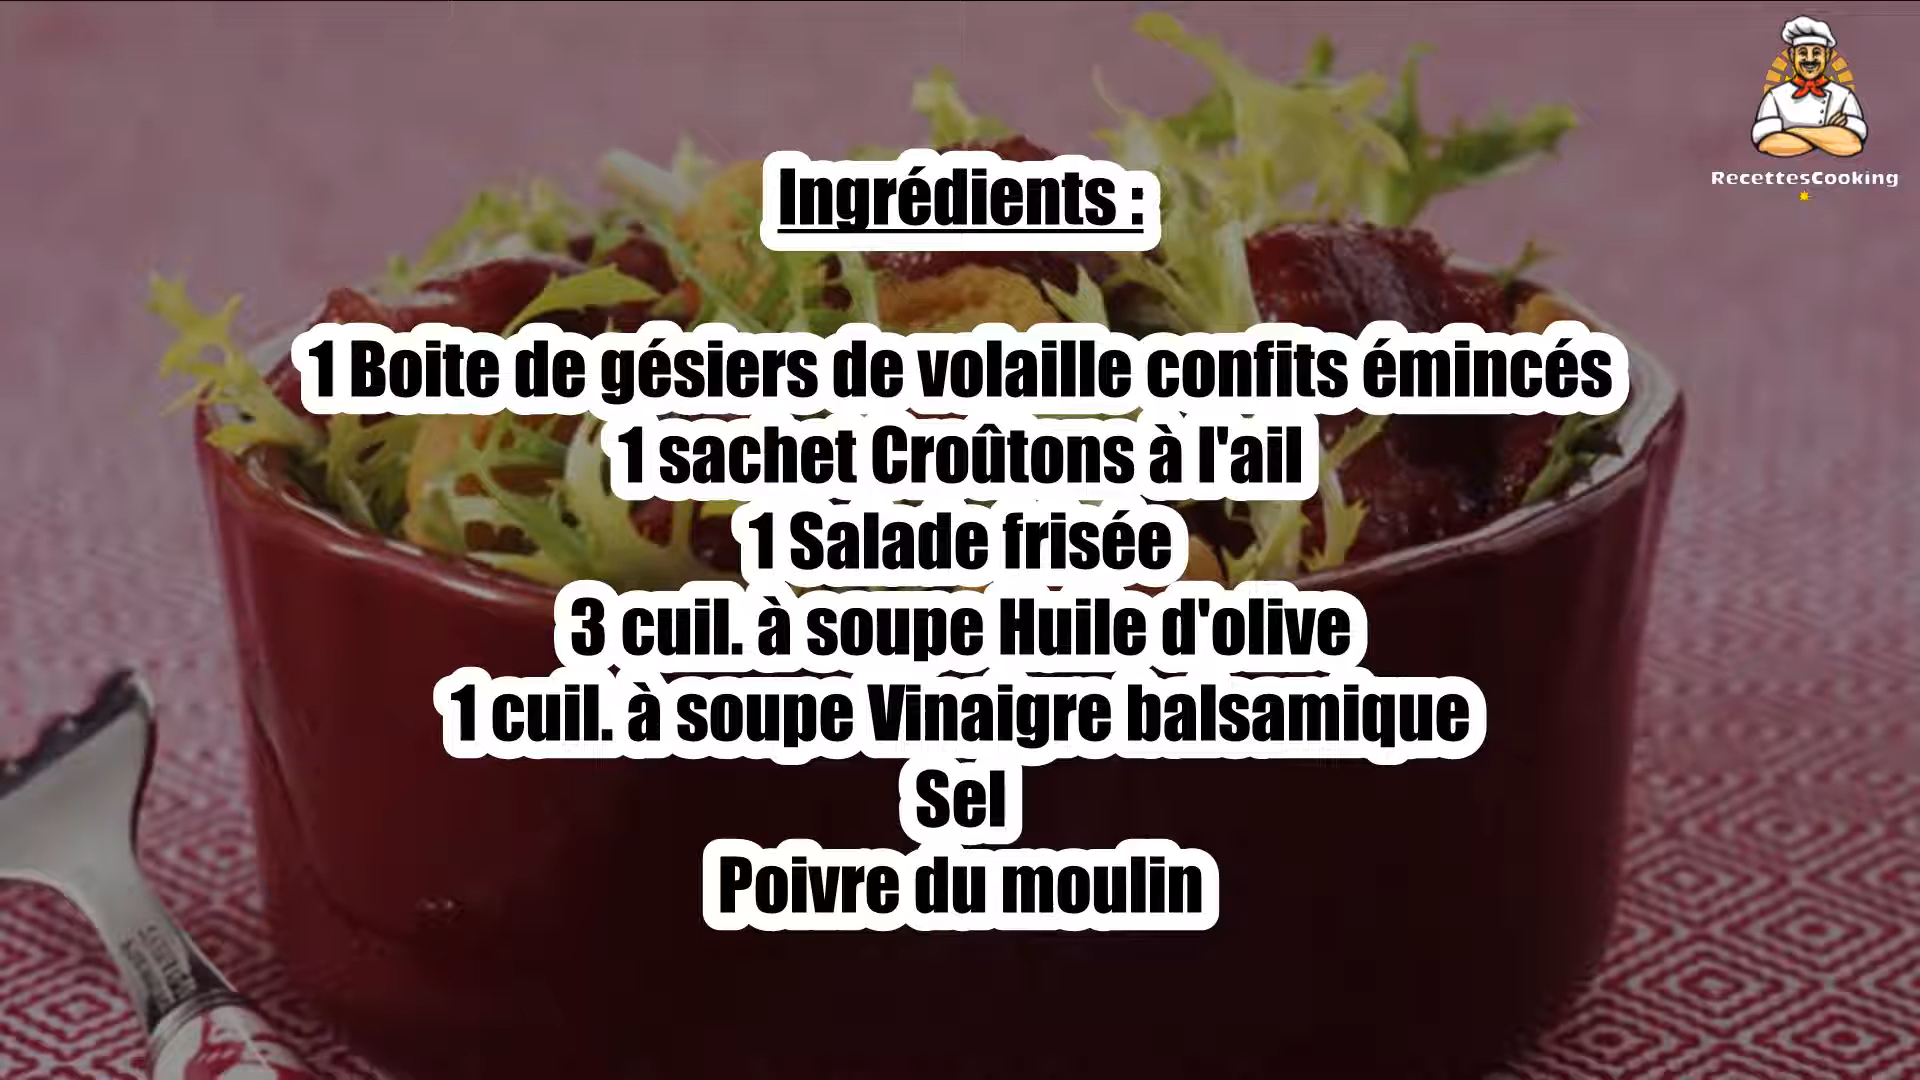 RecettesCooking
Ingrédients :
1 Boite de gésiers de volaille confits émincés
1 sachet Croûtons à l'ail
1 Salade frisée
3 cuil. à soupe Huile d'olive
1 cuil. à soupe Vinaigre balsamique
Sel
Poivre du moulin